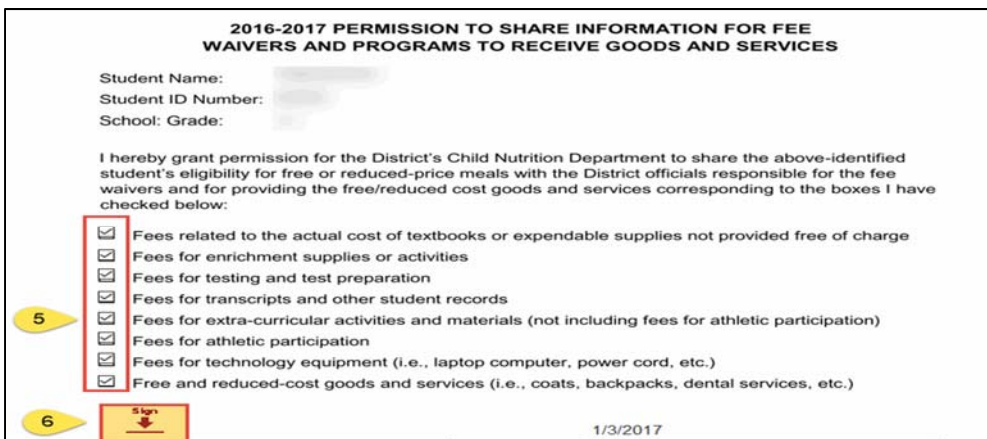 2016-2017 PERMISSION TO SHARE INFORMATION FOR FEE
WAIVERS AND PROGRAMS TO RECEIVE GOODS AND SERVICES
Student Name:
Student ID Number:
School: Grade:
I hereby grant permission for the District's Child Nutrition Department to share the above-identified
student's eligibility for free or reduced-price meals with the District officials responsible for the fee
waivers and for providing the free/reduced cost goods and services corresponding to the boxes I have
checked below:
Fees related to the actual cost of textbooks or expendable supplies not provided free of charge
Fees for enrichment supplies or activities
Fees for testing and test preparation
Fees for transcripts and other student records
5 Fees for extra-curricular activities and materials (not including fees for athletic participation)
Fees for athletic participation
Fees for technology equipment (i.e., laptop computer, power cord, etc.)
Free and reduced-cost goods and services (i.e., coats, backpacks, dental services, etc.)
6 Sign
1/3/2017